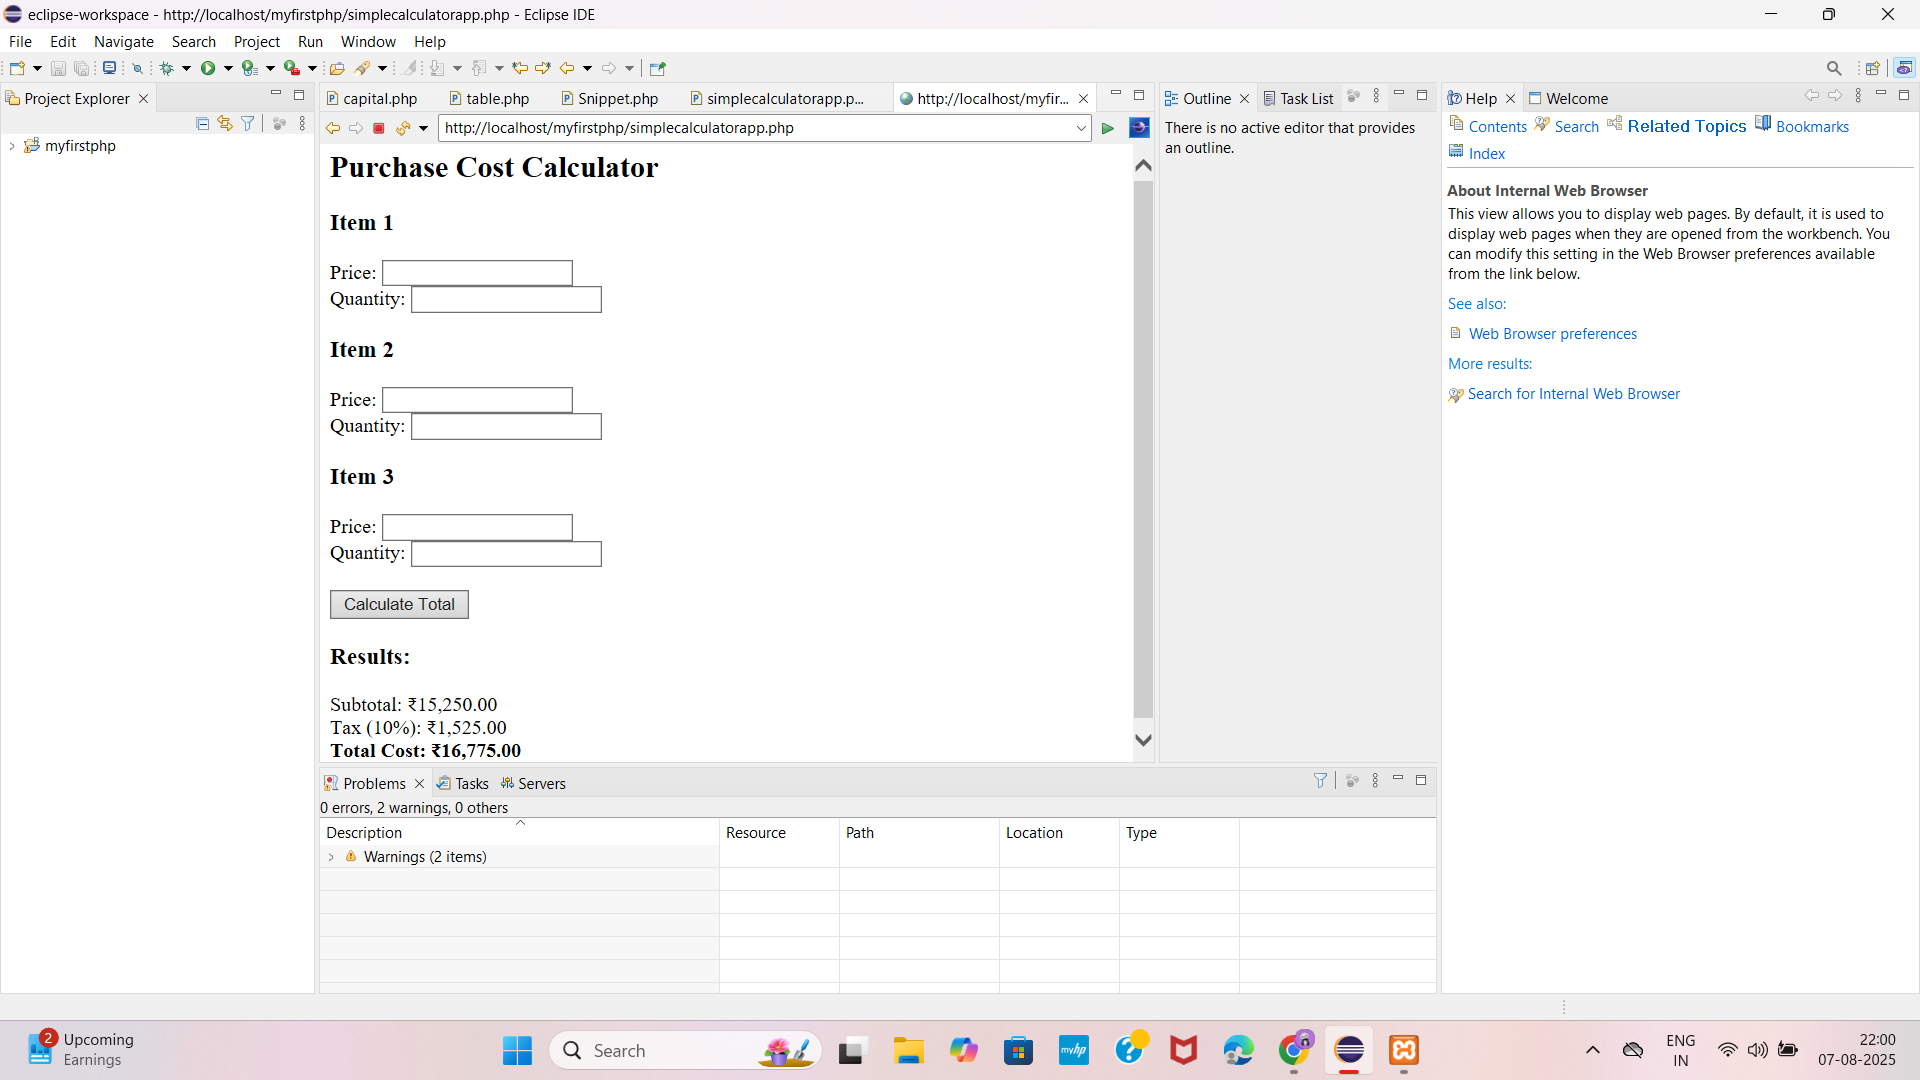 eclipse-workspace - http://localhost/myfirstphp/simplecalculatorapp.php - Eclipse IDE
File Edit Navigate Search Project Run Window Help
Project Explorer
myfirstphp
capital.php table.php Snippet.php simplecalculatorapp.p... http://localhost/myfir...
http://localhost/myfirstphp/simplecalculatorapp.php
Purchase Cost Calculator
Item 1
Price:
Quantity:
Item 2
Price:
Quantity:
Item 3
Price:
Quantity:
Calculate Total
Results:
Subtotal: ₹15,250.00
Tax (10%): ₹1,525.00
Total Cost: ₹16,775.00
Outline Task List
There is no active editor that provides
an outline.
Help Welcome
Contents Search Related Topics Bookmarks
Index
About Internal Web Browser
This view allows you to display web pages. By default, it is used to
display web pages when they are opened from the workbench. You
can modify this setting in the Web Browser preferences available
from the link below.
See also:
Web Browser preferences
More results:
Search for Internal Web Browser
Problems Tasks Servers
0 errors, 2 warnings, 0 others
Description Resource Path Location Type
Warnings (2 items)
2
Upcoming
Earnings
Search
myhp
ENG
IN
22:00
07-08-2025